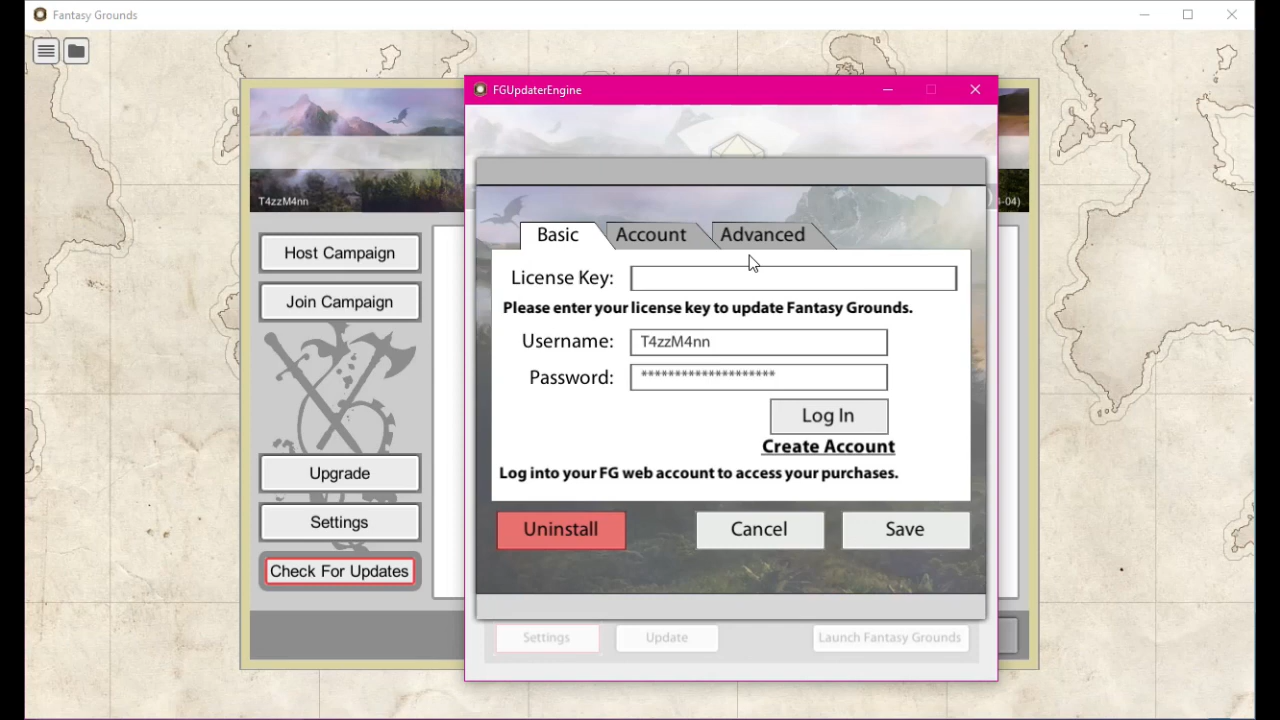 Fantasy Grounds
FGUpdaterEngine
T4zzM4nn
-04)
Host Campaign
Join Campaign
Upgrade
Settings
Check For Updates
Basic
Account
Advanced
License Key:
Please enter your license key to update Fantasy Grounds.
Username:
T4zzM4nn
Password:
********************
Log In
Create Account
Log into your FG web account to access your purchases.
Uninstall
Cancel
Save
Settings
Update
Launch Fantasy Grounds